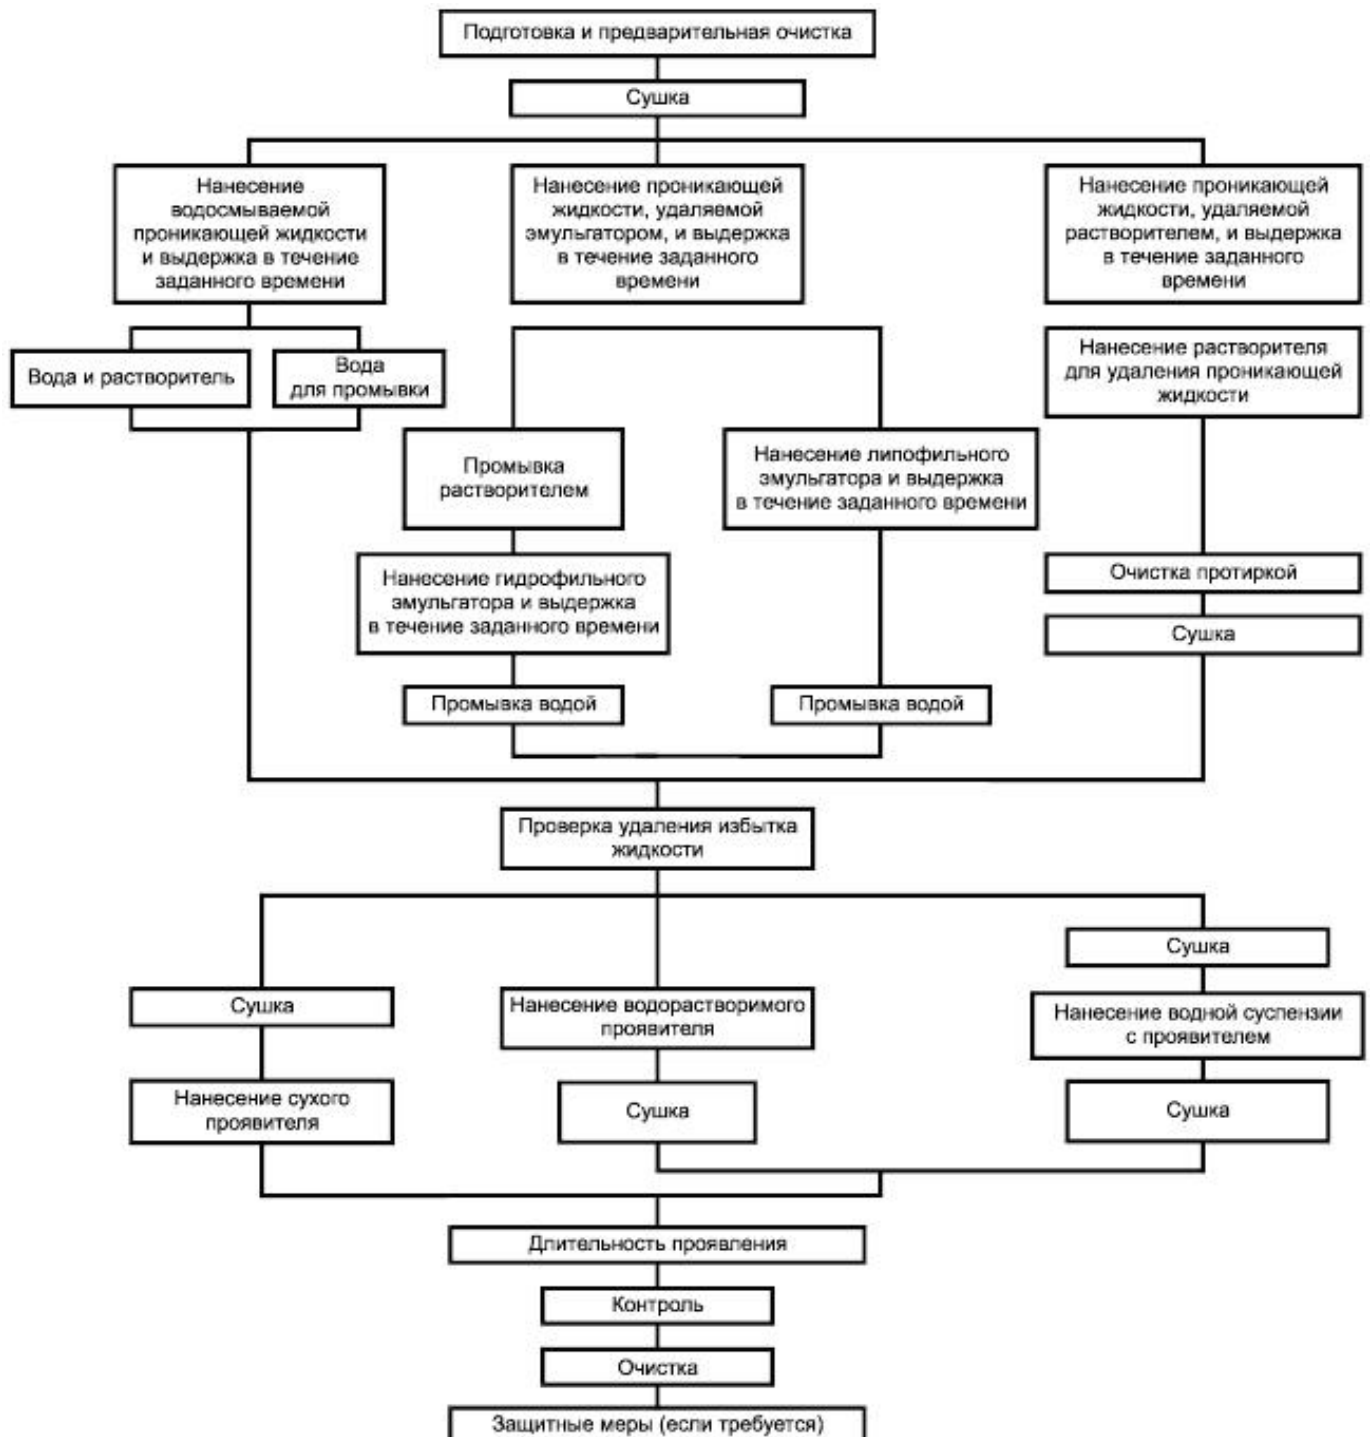 Подготовка и предварительная очистка
Сушка
Нанесение
водосмываемой
проникающей жидкости
и выдержка в течение
заданного времени
Нанесение проникающей
жидкости, удаляемой
эмульгатором, и выдержка
в течение заданного
времени
Нанесение проникающей
жидкости, удаляемой
растворителем, и выдержка
в течение заданного
времени
Вода и растворитель
Вода
для промывки
Нанесение растворителя
для удаления проникающей
жидкости
Промывка
растворителем
Нанесение липофильного
эмульгатора и выдержка
в течение заданного времени
Нанесение гидрофильного
эмульгатора и выдержка
в течение заданного времени
Очистка протиркой
Сушка
Промывка водой
Промывка водой
Проверка удаления избытка
жидкости
Сушка
Сушка
Нанесение водорастворимого
проявителя
Нанесение водной суспензии
с проявителем
Нанесение сухого
проявителя
Сушка
Сушка
Длительность проявления
Контроль
Очистка
Защитные меры (если требуется)